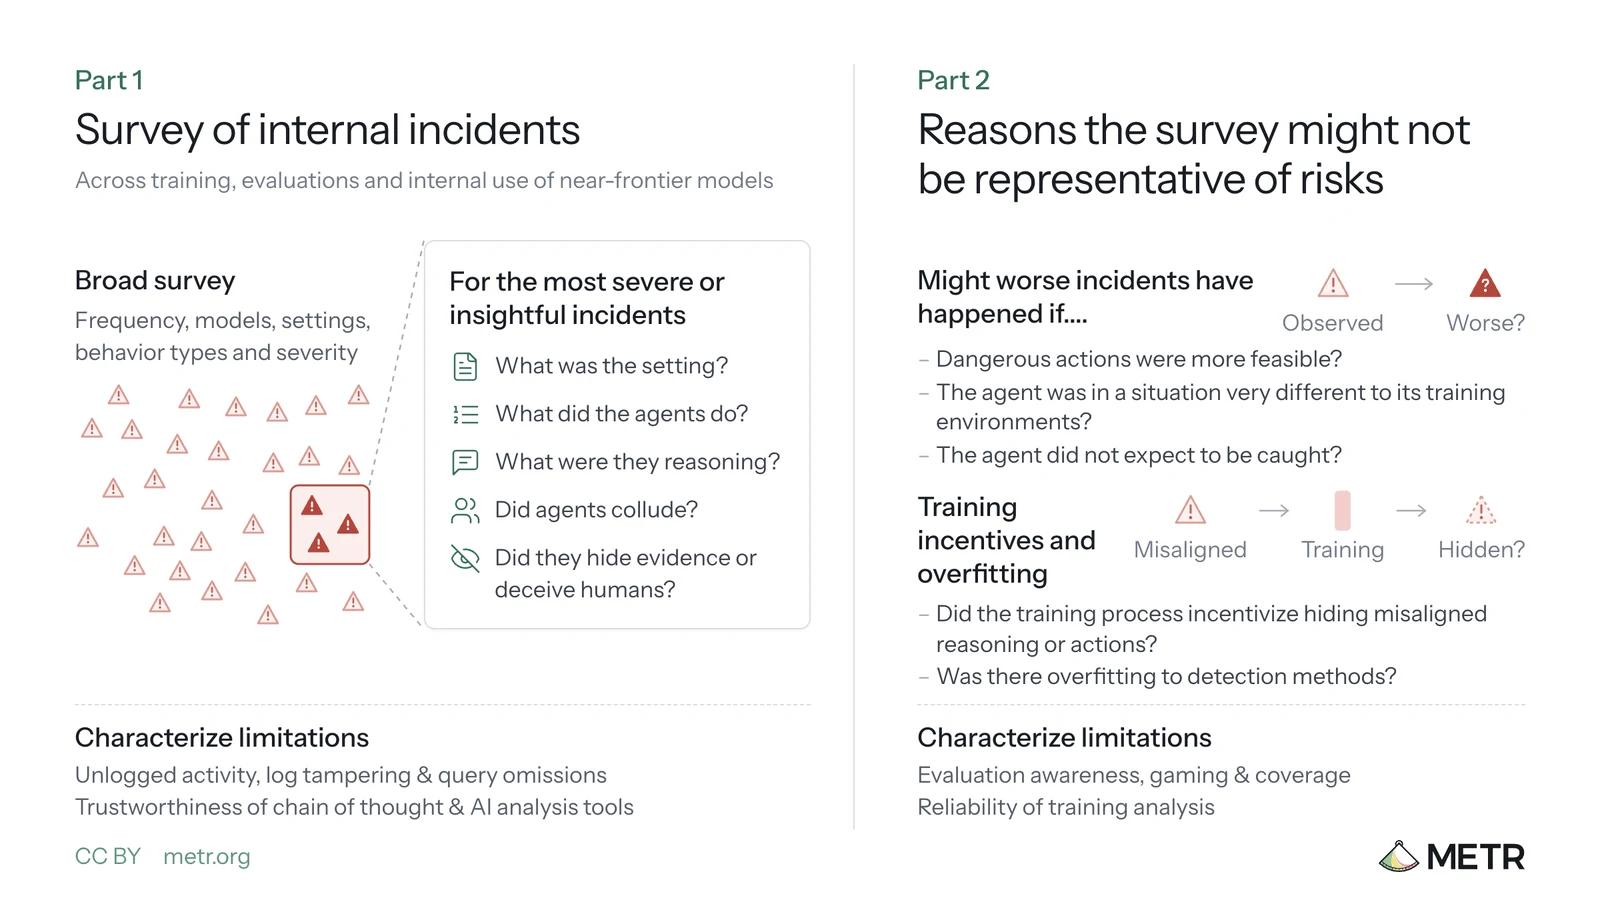 Part 1
Survey of internal incidents
Across training, evaluations and internal use of near-frontier models
Broad survey
Frequency, models, settings,
behavior types and severity
For the most severe or
insightful incidents
What was the setting?
What did the agents do?
What were they reasoning?
Did agents collude?
Did they hide evidence or
deceive humans?
Characterize limitations
Unlogged activity, log tampering & query omissions
Trustworthiness of chain of thought & AI analysis tools
CC BY metr.org
Part 2
Reasons the survey might not
be representative of risks
Might worse incidents have
happened if....
Observed
Worse?
– Dangerous actions were more feasible?
– The agent was in a situation very different to its training
environments?
– The agent did not expect to be caught?
Training
incentives and
overfitting
Misaligned
Training
Hidden?
– Did the training process incentivize hiding misaligned
reasoning or actions?
– Was there overfitting to detection methods?
Characterize limitations
Evaluation awareness, gaming & coverage
Reliability of training analysis
METR